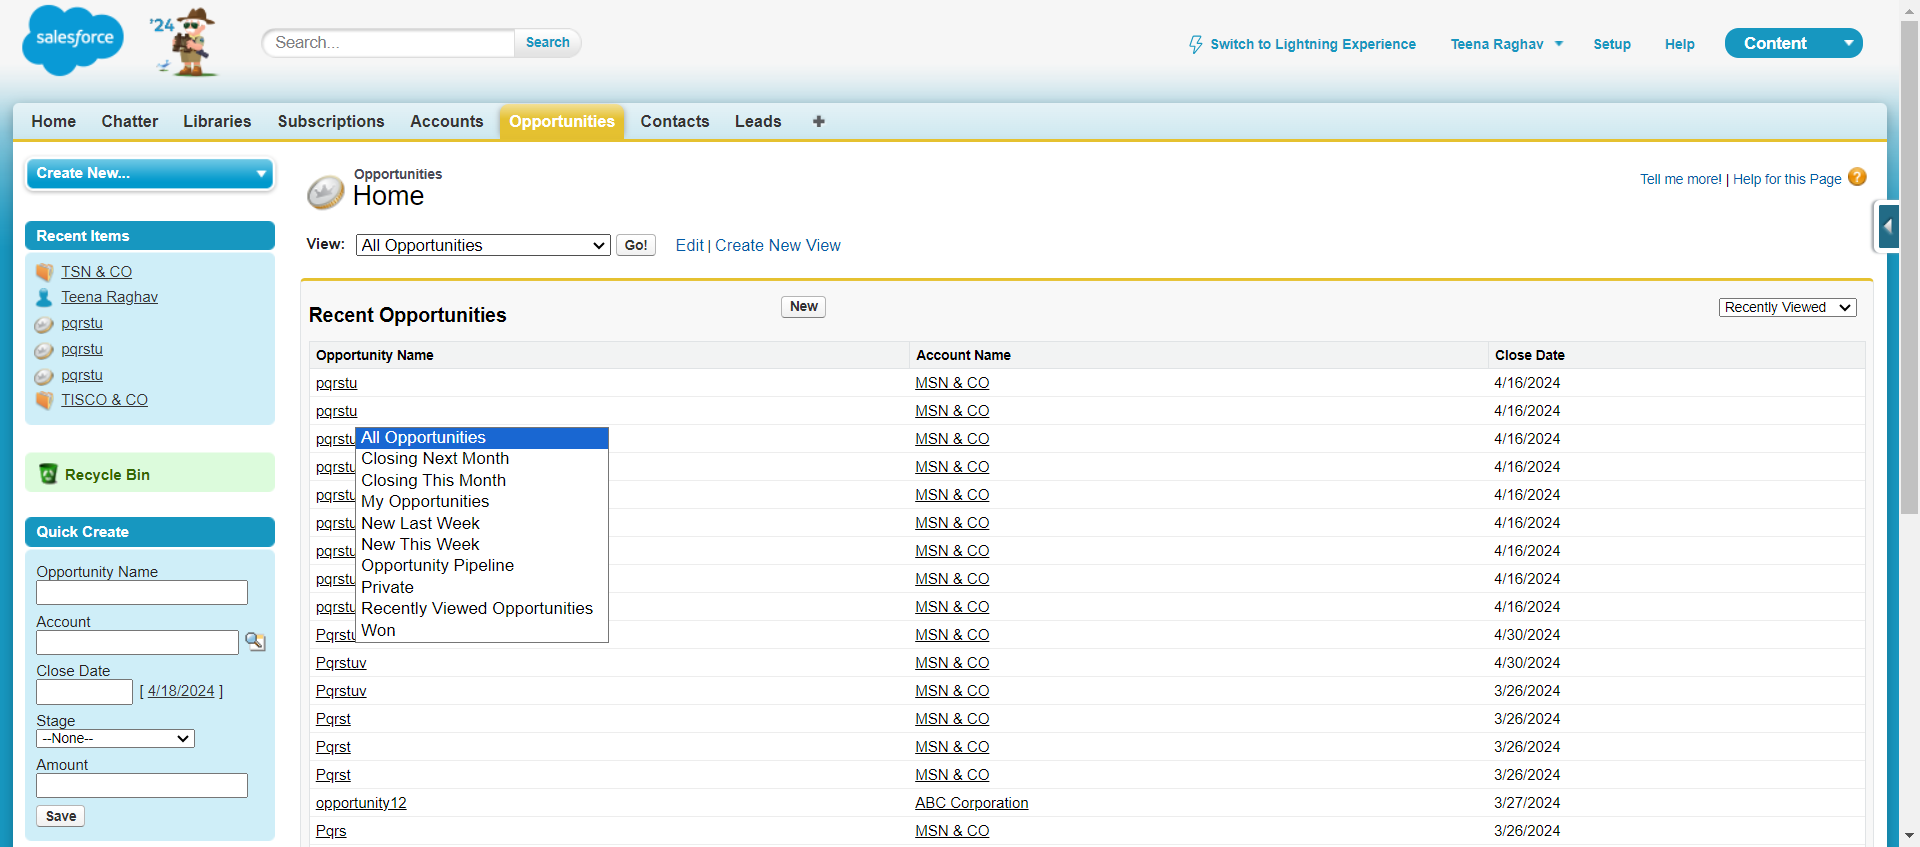 salesforce
'24
Search...
Search
Switch to Lightning Experience
Teena Raghav
Setup
Help
Content
Home
Chatter
Libraries
Subscriptions
Accounts
Opportunities
Contacts
Leads
+
Create New...
Recent Items
TSN & CO
Teena Raghav
pqrstu
pqrstu
pqrstu
TISCO & CO
Recycle Bin
Quick Create
Opportunity Name
Account
Close Date
[ 4/18/2024 ]
Stage
--None--
Amount
Save
Opportunities
Home
Tell me more! | Help for this Page ?
View: All Opportunities Go! Edit | Create New View
Recent Opportunities
New
Recently Viewed
Opportunity Name Account Name Close Date
pqrstu MSN & CO 4/16/2024
pqrstu MSN & CO 4/16/2024
pqrstu MSN & CO 4/16/2024
pqrstu MSN & CO 4/16/2024
pqrstu MSN & CO 4/16/2024
pqrstu MSN & CO 4/16/2024
pqrstu MSN & CO 4/16/2024
pqrstu MSN & CO 4/16/2024
pqrstu MSN & CO 4/16/2024
Pqrstu MSN & CO 4/30/2024
Pqrstuv MSN & CO 4/30/2024
Pqrstuv MSN & CO 3/26/2024
Pqrst MSN & CO 3/26/2024
Pqrst MSN & CO 3/26/2024
Pqrst MSN & CO 3/26/2024
opportunity12 ABC Corporation 3/27/2024
Pqrs MSN & CO 3/26/2024
All Opportunities
Closing Next Month
Closing This Month
My Opportunities
New Last Week
New This Week
Opportunity Pipeline
Private
Recently Viewed Opportunities
Won